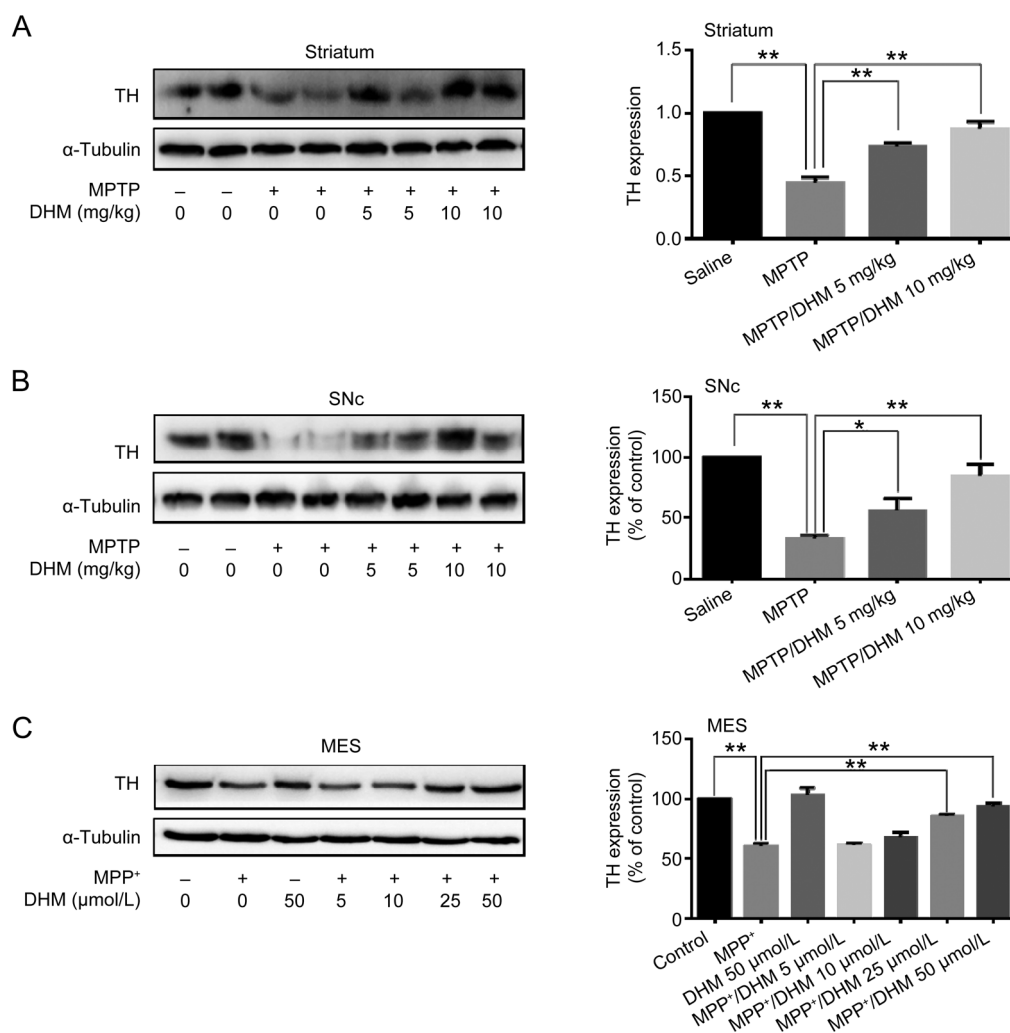 A
Striatum
TH
α-Tubulin
MPTP – – + + + + + +
DHM (mg/kg) 0 0 0 0 5 5 10 10
Striatum
TH expression
1.5
1.0
0.5
0.0
** ** **
Saline
MPTP
MPTP/DHM 5 mg/kg
MPTP/DHM 10 mg/kg
B
SNc
TH
α-Tubulin
MPTP – – + + + + + +
DHM (mg/kg) 0 0 0 0 5 5 10 10
SNc
TH expression
(% of control)
150
100
50
0
** * **
Saline
MPTP
MPTP/DHM 5 mg/kg
MPTP/DHM 10 mg/kg
C
MES
TH
α-Tubulin
MPP⁺ – + – + + + +
DHM (μmol/L) 0 0 50 5 10 25 50
MES
TH expression
(% of control)
150
100
50
0
** ** **
Control
MPP⁺
DHM 50 μmol/L
MPP⁺/DHM 5 μmol/L
MPP⁺/DHM 10 μmol/L
MPP⁺/DHM 25 μmol/L
MPP⁺/DHM 50 μmol/L